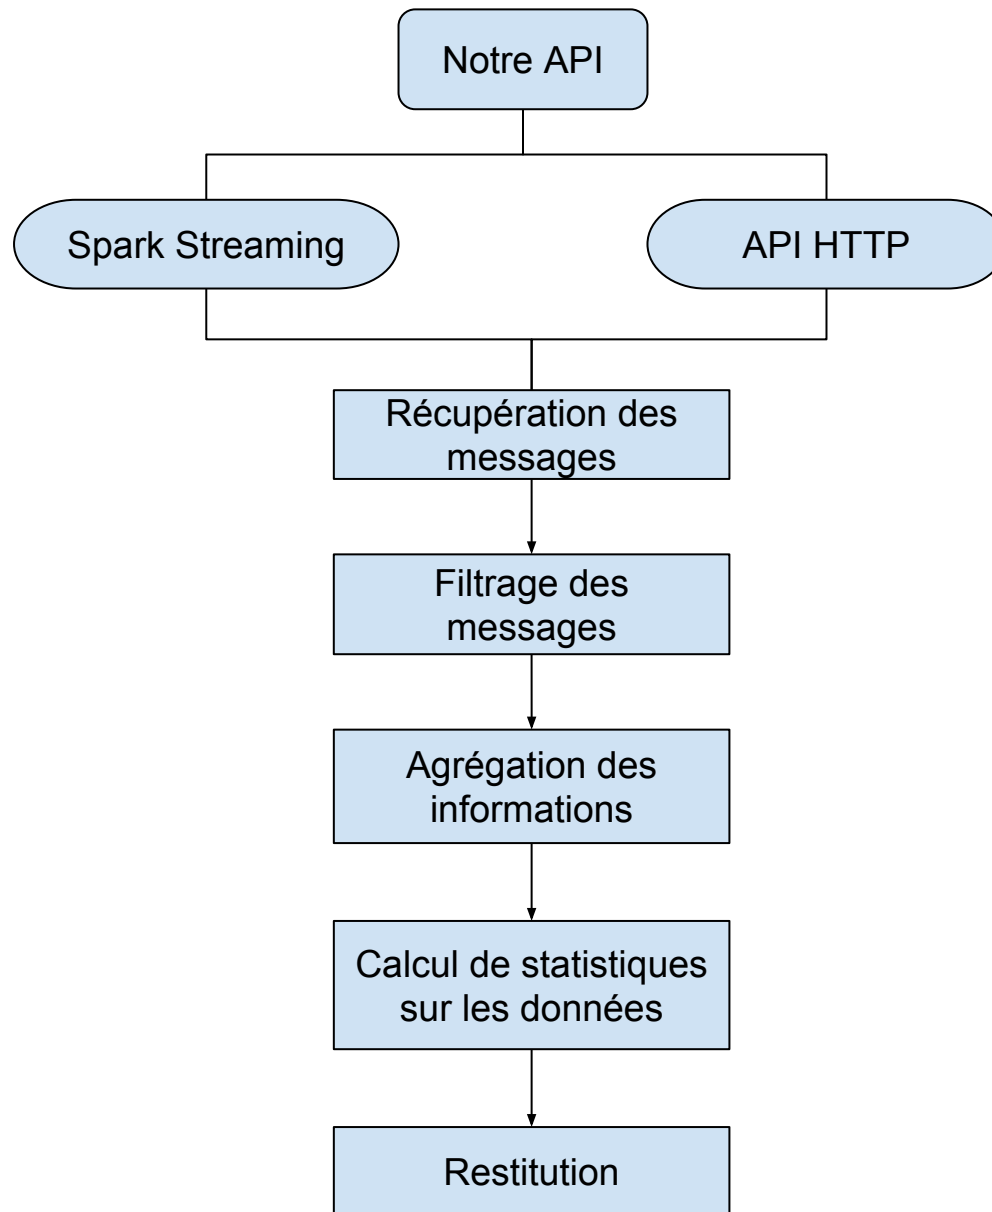 Notre API
Spark Streaming
API HTTP
Récupération des
messages
Filtrage des
messages
Agrégation des
informations
Calcul de statistiques
sur les données
Restitution